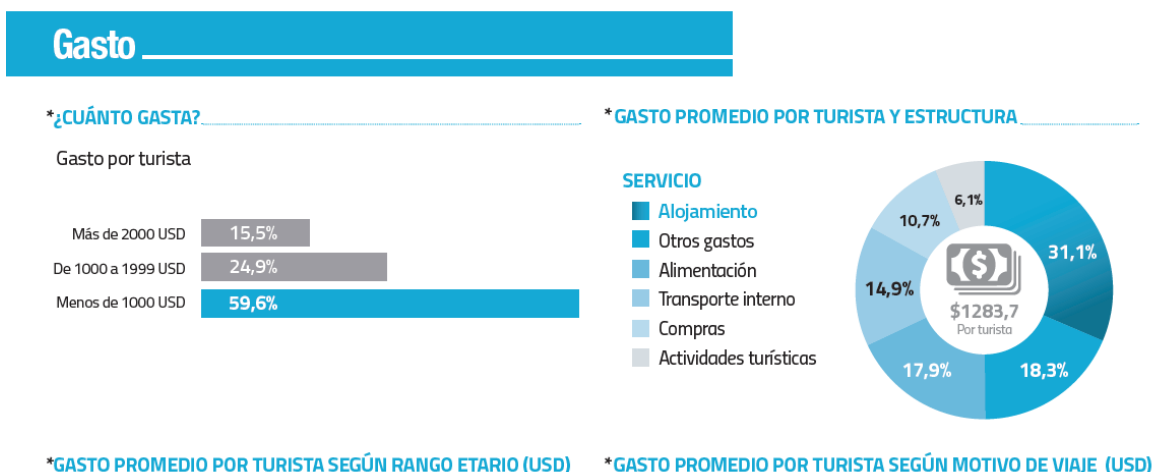 Gasto
*¿CUÁNTO GASTA?
Gasto por turista
Más de 2000 USD 15,5%
De 1000 a 1999 USD 24,9%
Menos de 1000 USD 59,6%
*GASTO PROMEDIO POR TURISTA Y ESTRUCTURA
SERVICIO
Alojamiento
Otros gastos
Alimentación
Transporte interno
Compras
Actividades turísticas
31,1%
18,3%
17,9%
14,9%
10,7%
6,1%
$1283,7
Por turista
*GASTO PROMEDIO POR TURISTA SEGÚN RANGO ETARIO (USD)
*GASTO PROMEDIO POR TURISTA SEGÚN MOTIVO DE VIAJE (USD)